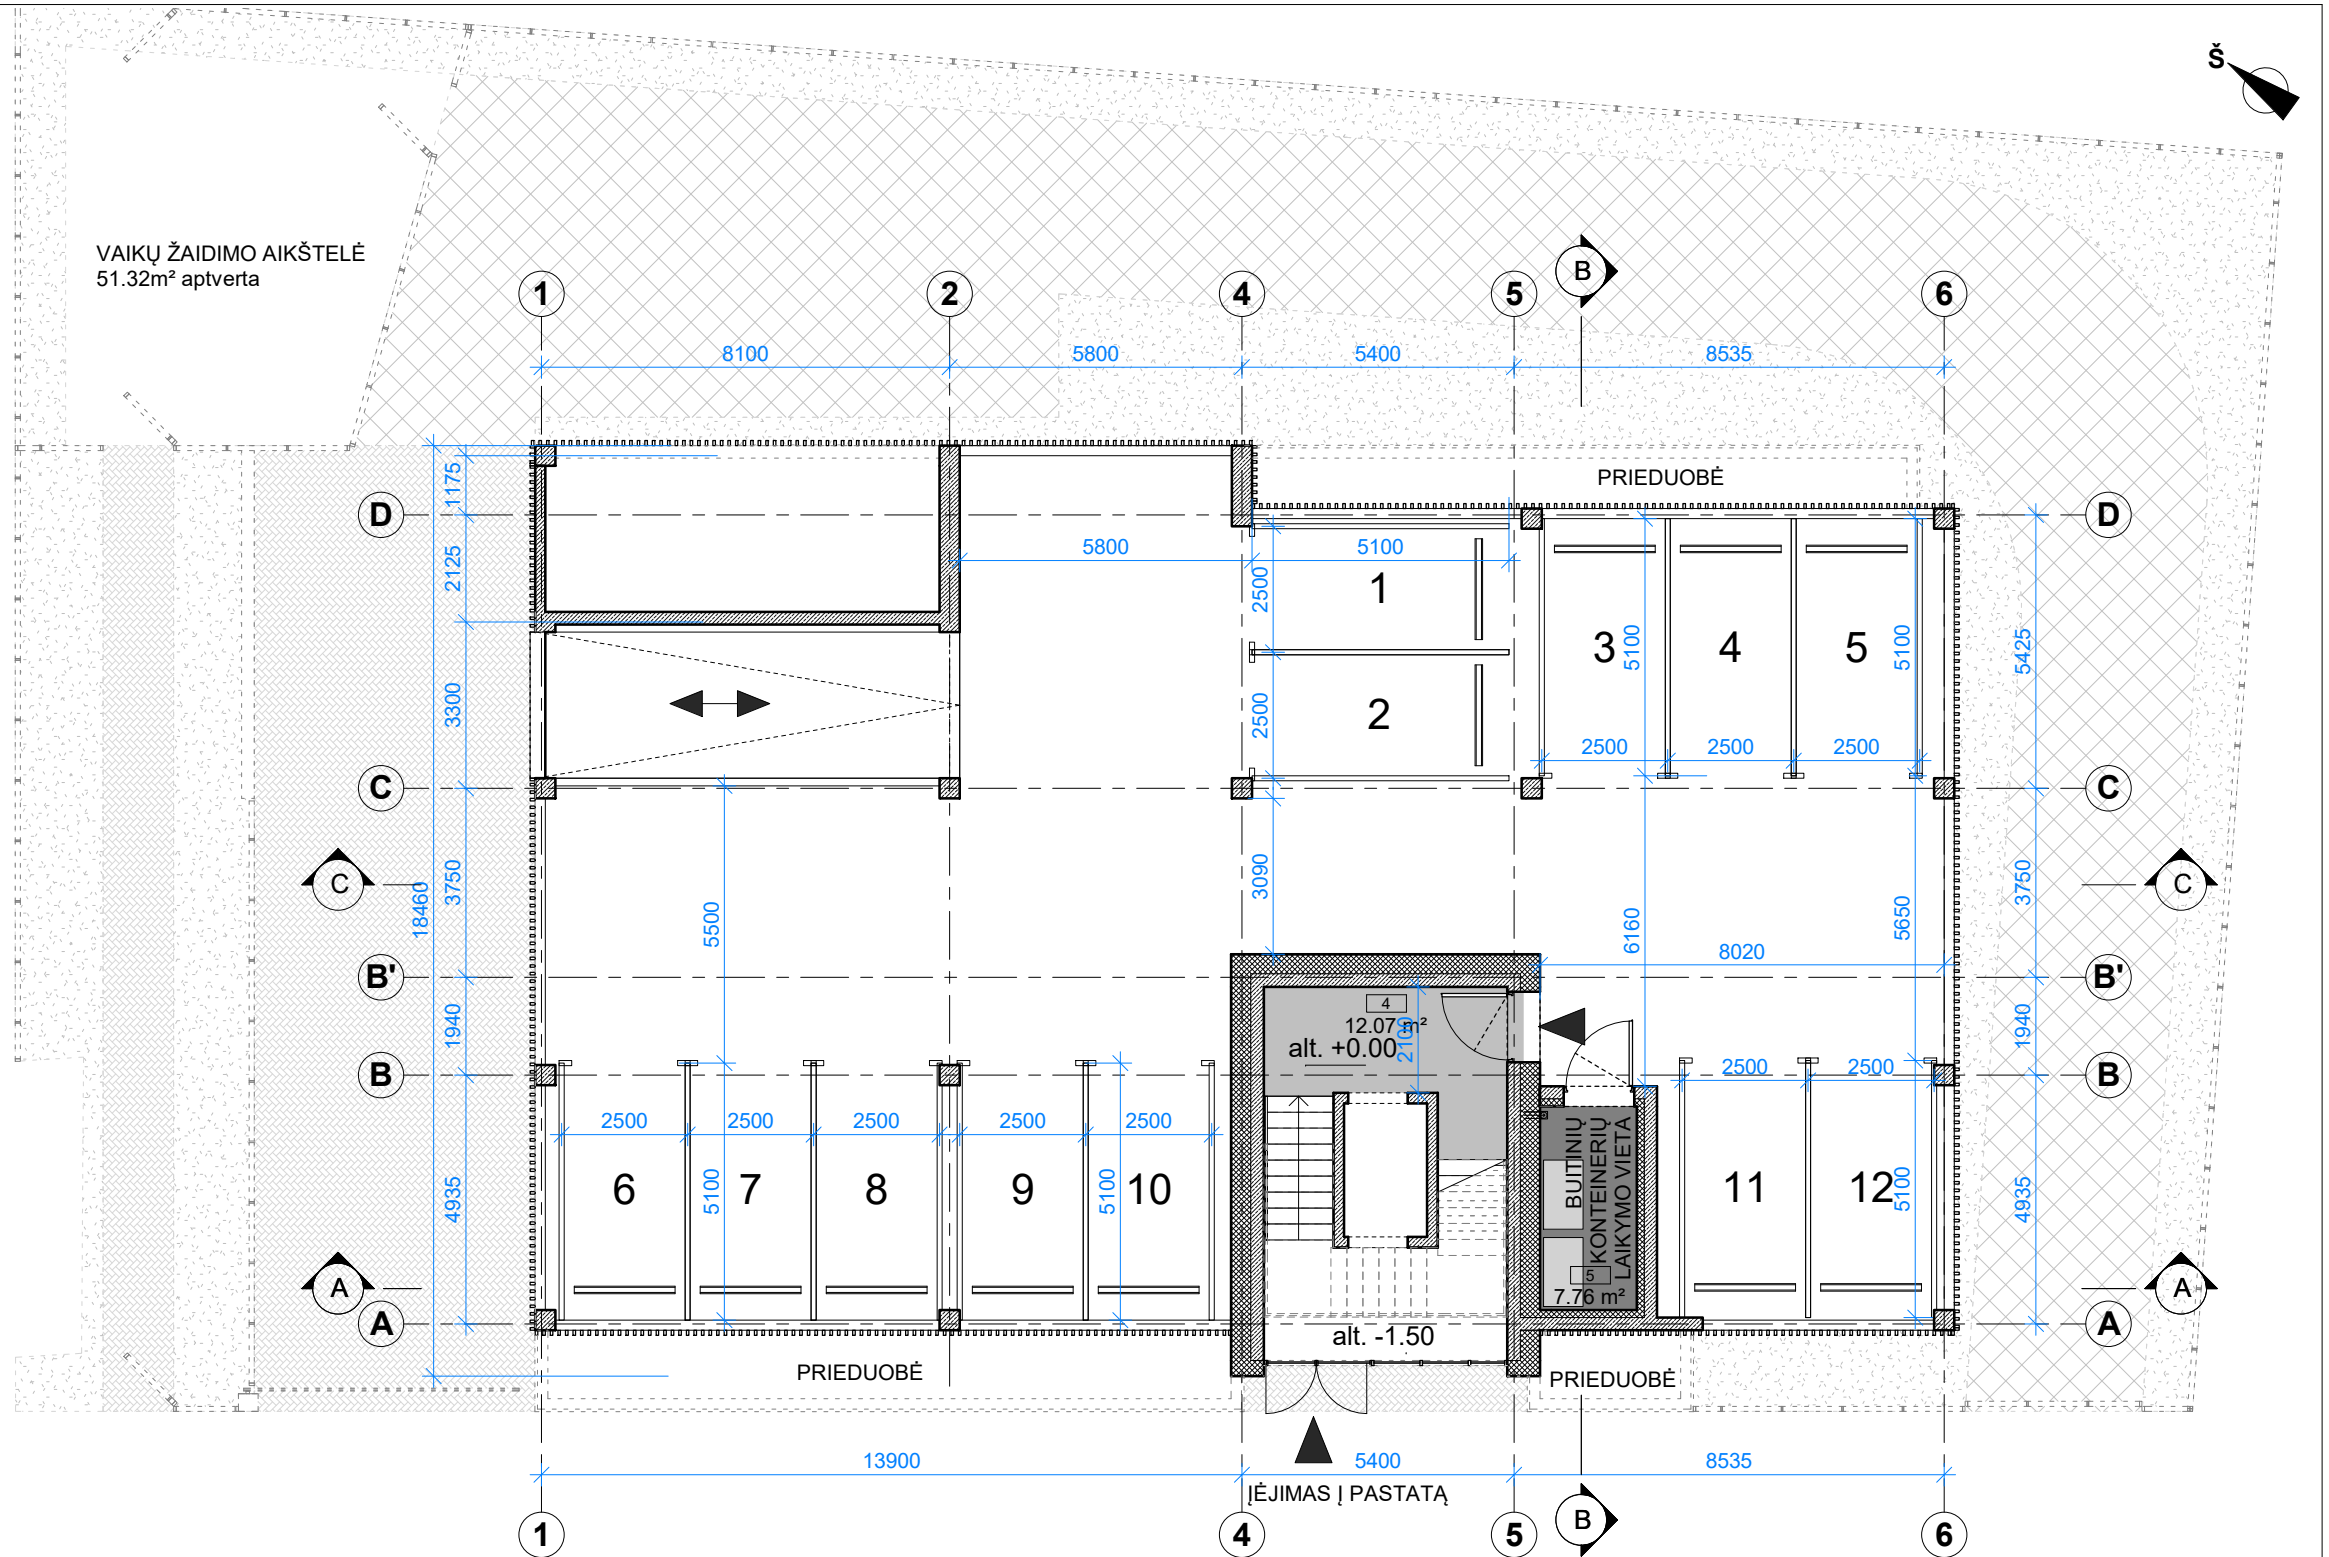 Š
VAIKŲ ŽAIDIMO AIKŠTELĖ
51.32m² aptverta
1
2
4
5
B
6
8100
5800
5400
8535
PRIEDUOBĖ
D
1175
2125
5800
5100
2500
1
3
4
5
5100
5100
5425
D
3300
2500
2
2500
2500
2500
C
C
C
18460
3750
5500
3090
6160
5650
8020
3750
C
B'
B'
4
12.07 m²
alt. +0.00
2100
1940
1940
B
B
2500
2500
2500
2500
2500
2500
2500
4935
6
7
8
9
10
5100
5100
BUITINIŲ
KONTEINERIŲ
LAIKYMO VIETA
5
7.76 m²
11
12
5100
4935
A
A
A
A
alt. -1.50
PRIEDUOBĖ
PRIEDUOBĖ
13900
5400
8535
ĮĖJIMAS Į PASTATĄ
1
4
5
B
6